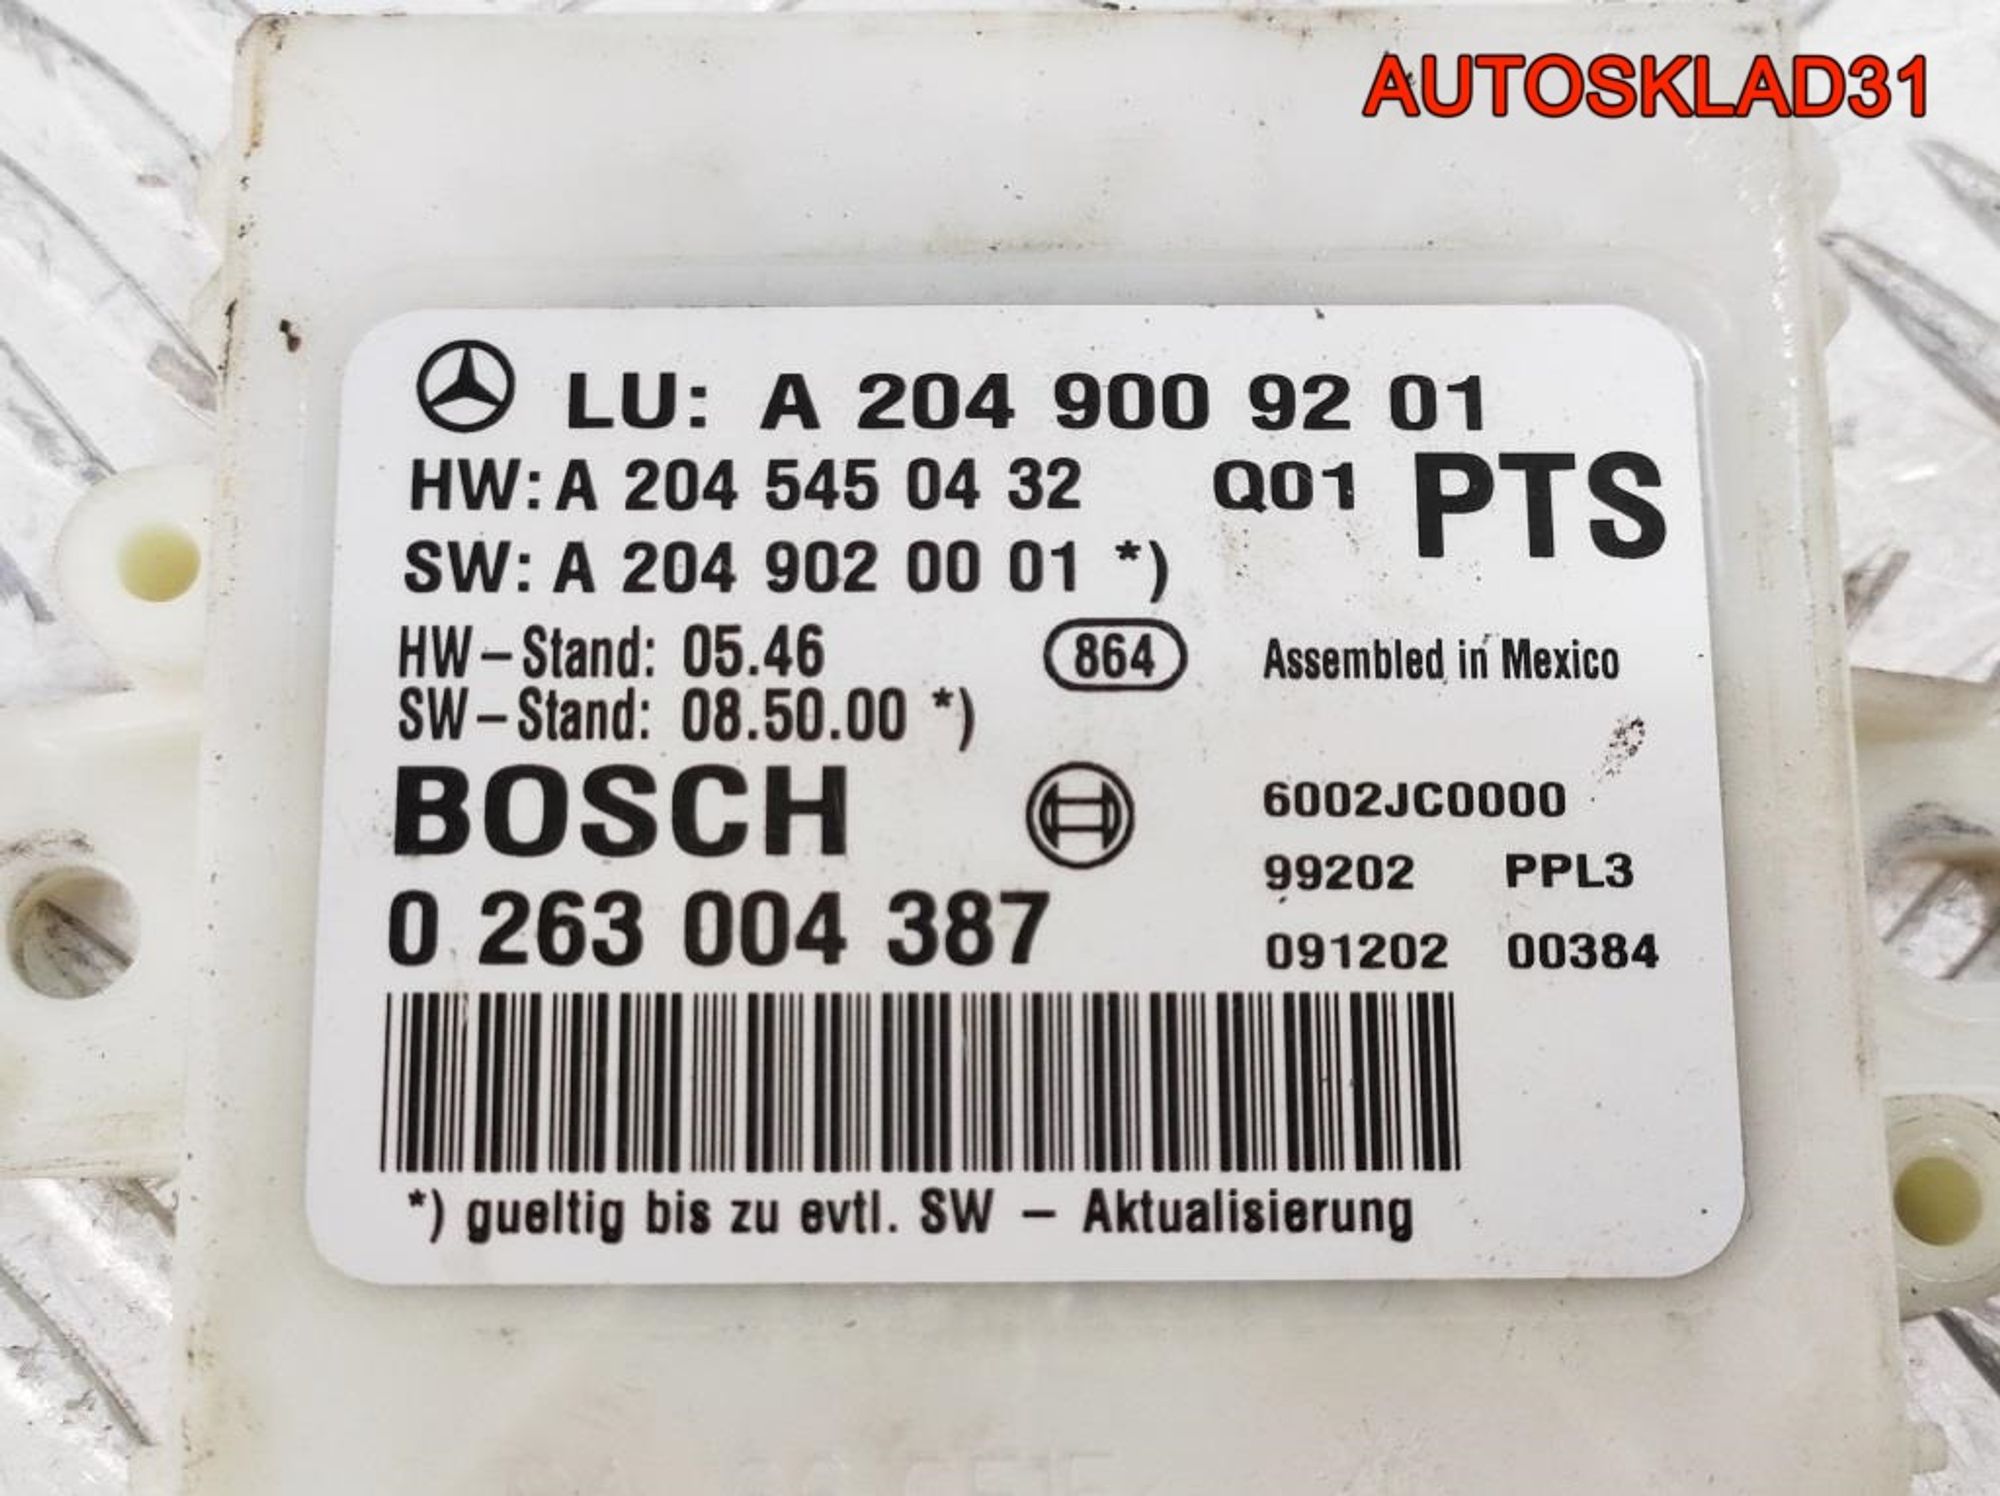 AUTOSKLAD31
LU: A 204 900 92 01
HW: A 204 545 04 32 Q01 PTS
SW: A 204 902 00 01 *)
HW-Stand: 05.46 864 Assembled in Mexico
SW-Stand: 08.50.00 *)
BOSCH 6002JC0000
99202 PPL3
0 263 004 387
091202 00384
*) gueltig bis zu evtl. SW - Aktualisierung